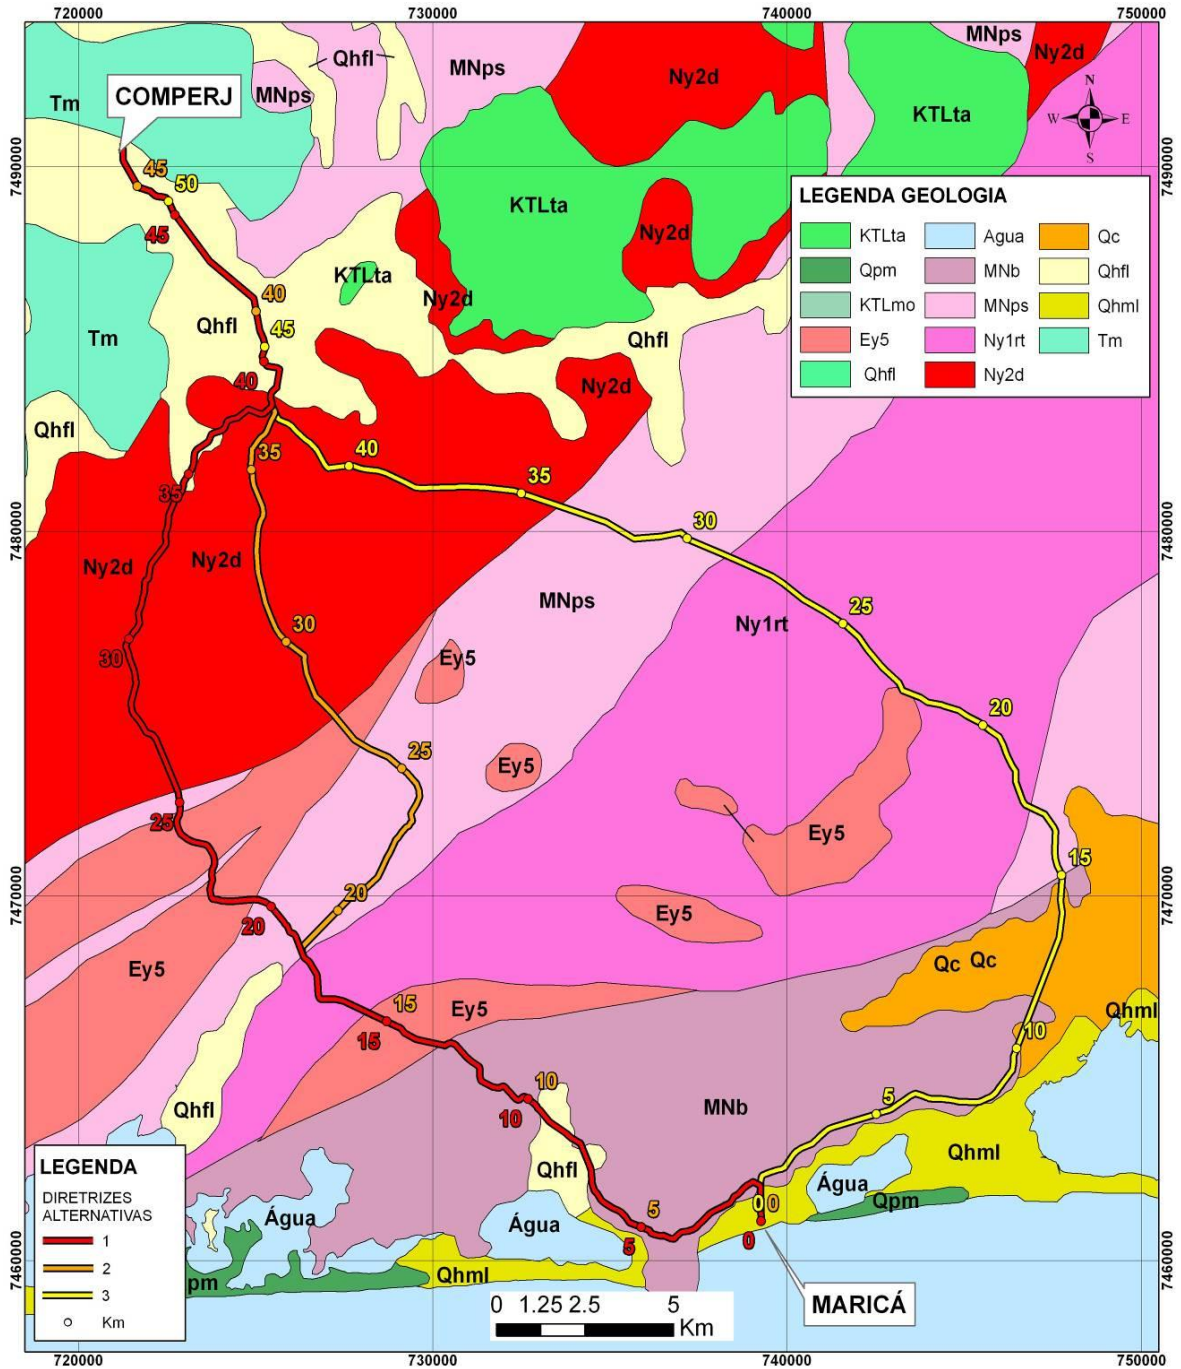 720000 730000 740000 750000
Qhfl
MNps
MNps
Ny2d
Tm
MNps
Ny2d
COMPERJ
KTLta
N
W E
S
7490000
7490000
45
50
45
LEGENDA GEOLOGIA
KTLta Agua Qc
Qpm MNb Qhfl
KTLmo MNps Qhml
Ey5 Ny1rt Tm
Qhfl Ny2d
KTLta
Ny2d
KTLta
Ny2d
40
Qhfl
45
Tm
Qhfl
40
Ny2d
Qhfl
35
40
35
35
30
7480000
7480000
Ny2d
Ny2d
MNps
25
Ny1rt
30
30
Ey5
20
25
Ey5
25
Ey5
15
7470000
7470000
20
20
Ey5
Ey5
Qc Qc
15
Ey5
15
10
Qhml
10
10
5
Qhfl
MNb
Qhfl
Qhml
Água
Qpm
Água
Água
5
5
0 0
0
7460000
7460000
Qhml
pm
LEGENDA
DIRETRIZES
ALTERNATIVAS
1
2
3
Km
0 1.25 2.5 5
Km
MARICÁ
720000 730000 740000 750000